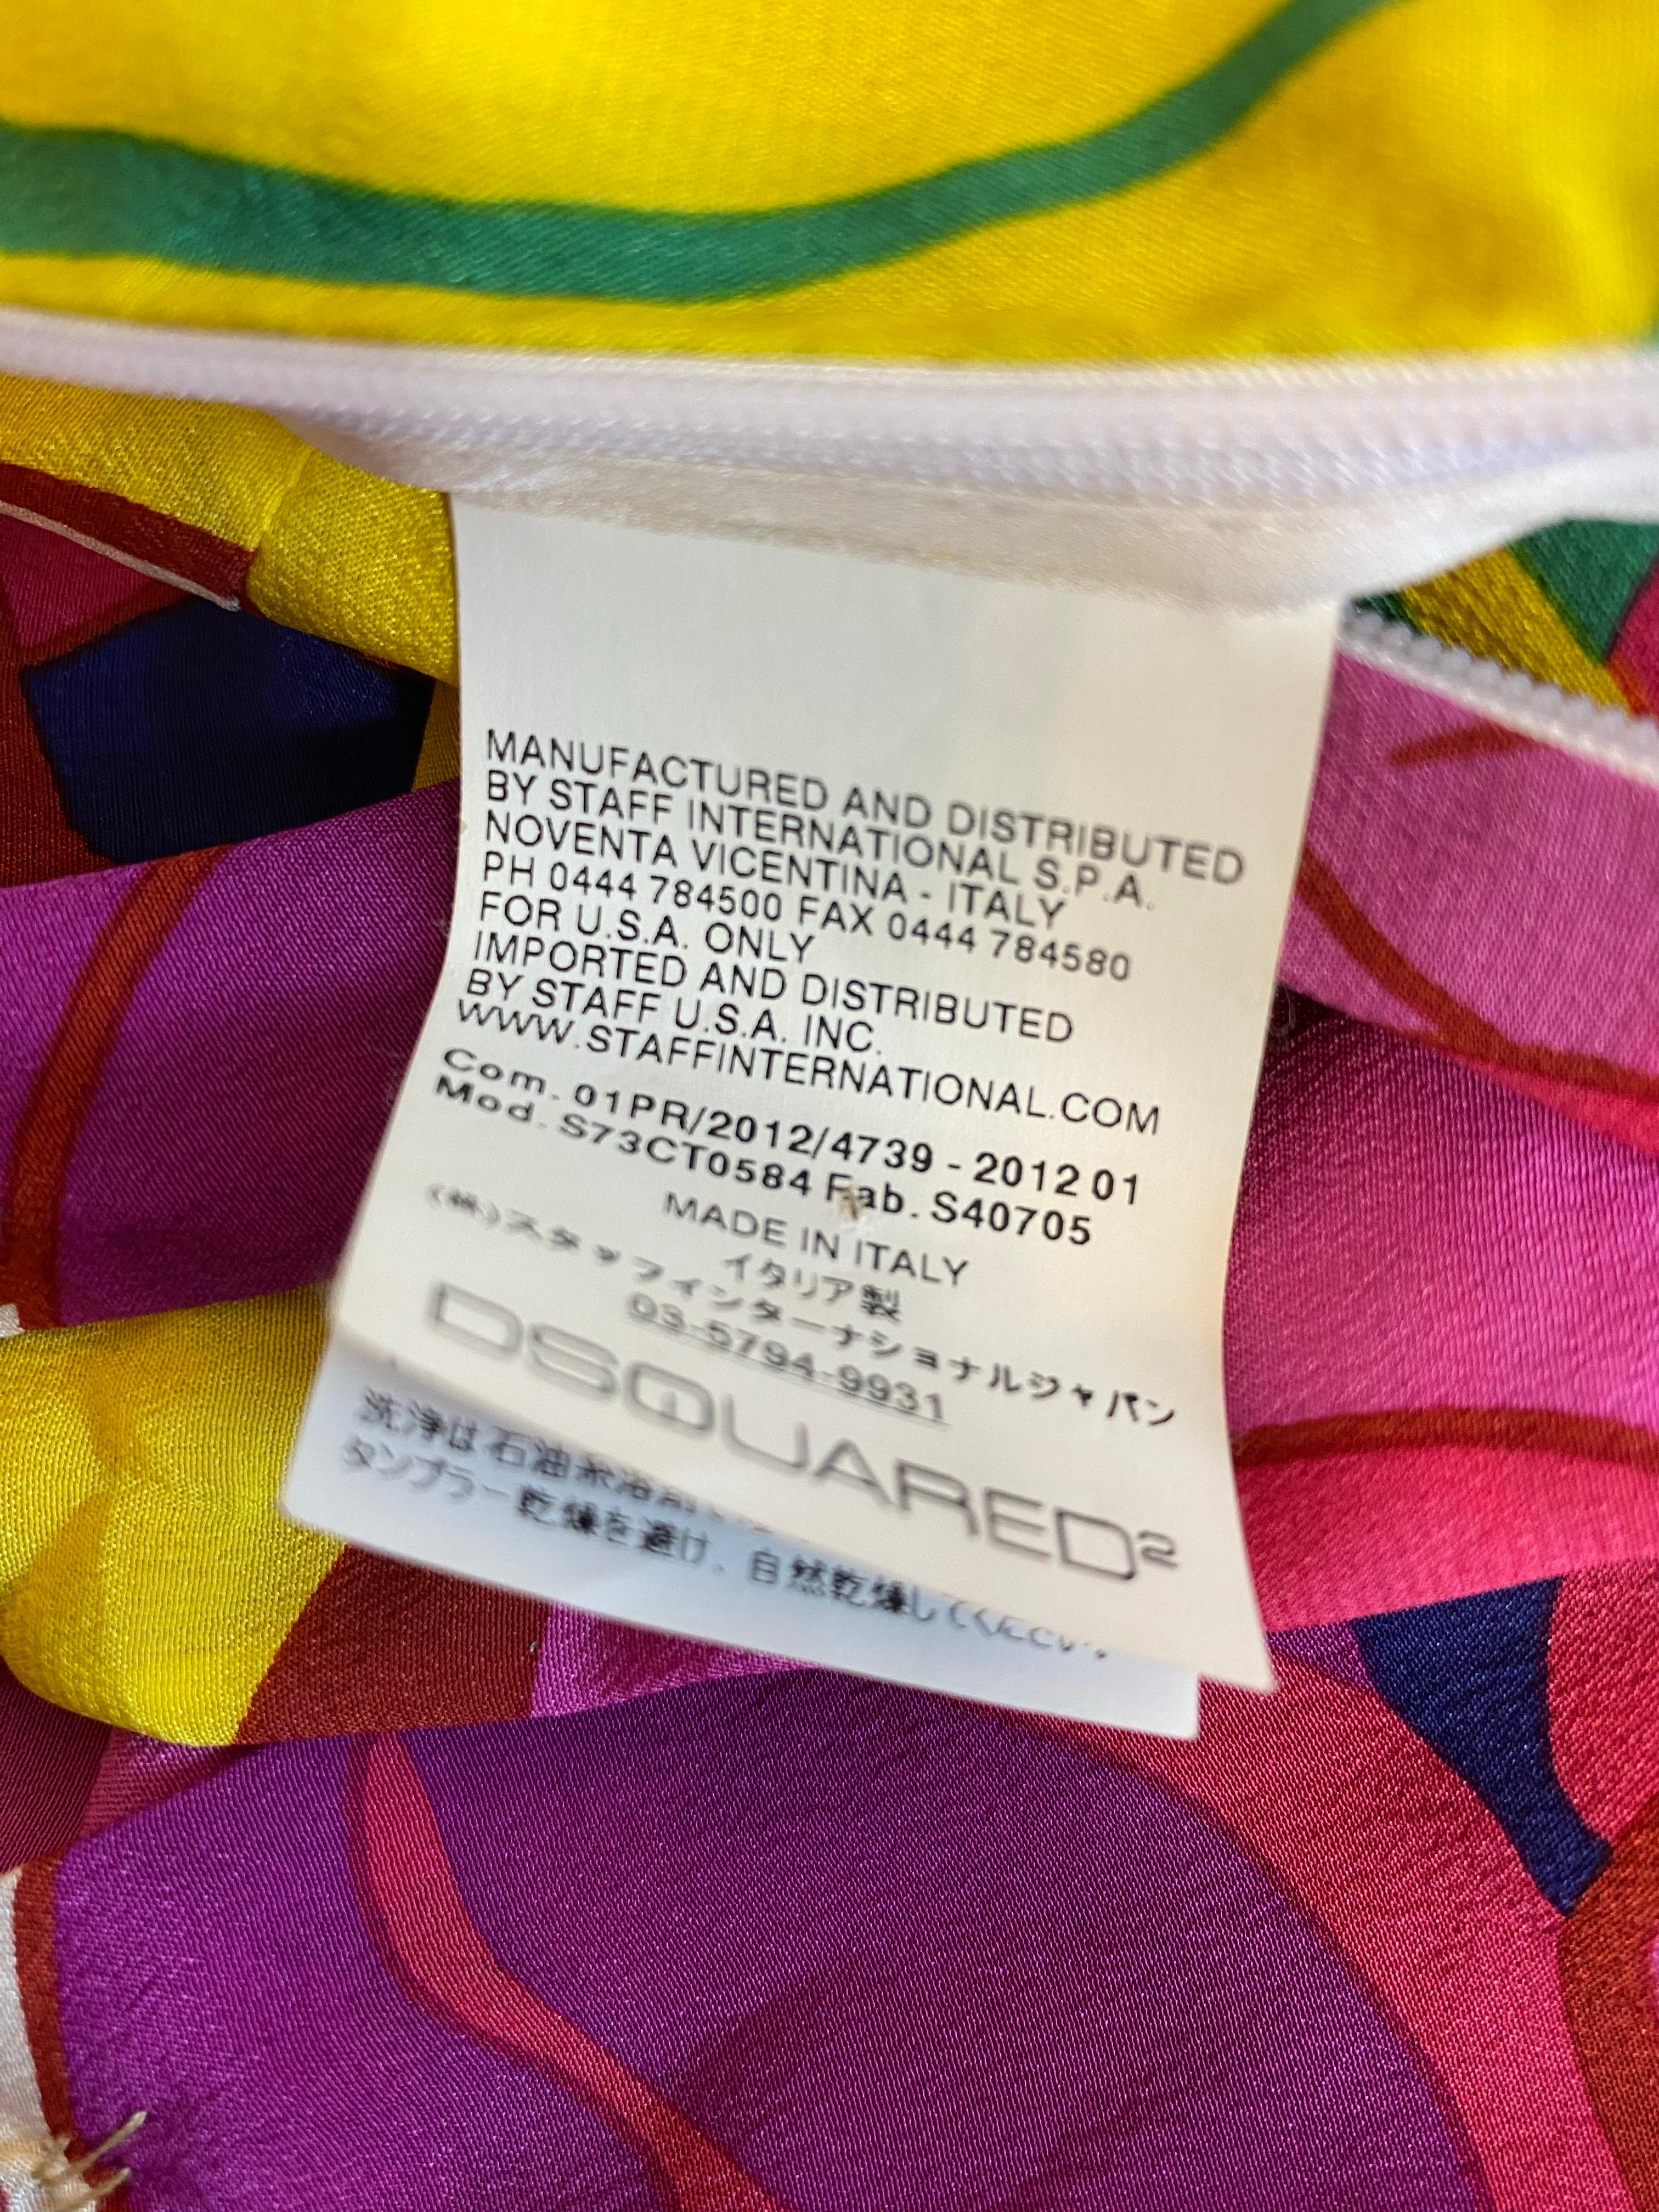 MANUFACTURED AND DISTRIBUTED
BY STAFF INTERNATIONAL S.P.A.
NOVENTA VICENTINA - ITALY
PH 0444 784500 FAX 0444 784580
FOR U.S.A. ONLY
IMPORTED AND DISTRIBUTED
BY STAFF U.S.A. INC.
WWW.STAFFINTERNATIONAL.COM
Com. 01PR/2012/4739 - 2012 01
Mod. S73CT0584 Fab. S40705
MADE IN ITALY
イタリア製
(株)スタッフインターナショナルジャパン
03-5794-9931
DSQUARED2
洗浄は石油系溶剤
タンブラー乾燥を避け、自然乾燥してください。